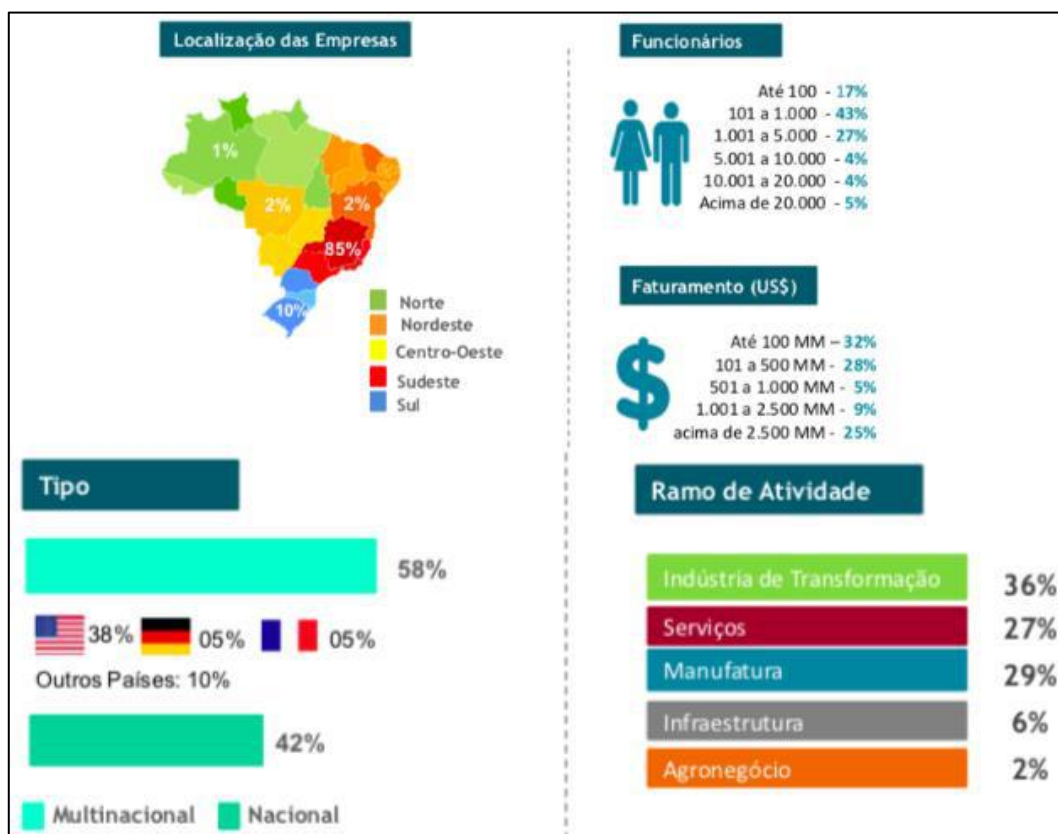 Localização das Empresas
1%
2%
2%
85%
10%
Norte
Nordeste
Centro-Oeste
Sudeste
Sul
Funcionários
Até 100 - 17%
101 a 1.000 - 43%
1.001 a 5.000 - 27%
5.001 a 10.000 - 4%
10.001 a 20.000 - 4%
Acima de 20.000 - 5%
Faturamento (US$)
$
Até 100 MM – 32%
101 a 500 MM - 28%
501 a 1.000 MM - 5%
1.001 a 2.500 MM - 9%
acima de 2.500 MM - 25%
Tipo
58%
38% 05% 05%
Outros Países: 10%
42%
Multinacional Nacional
Ramo de Atividade
Indústria de Transformação 36%
Serviços 27%
Manufatura 29%
Infraestrutura 6%
Agronegócio 2%